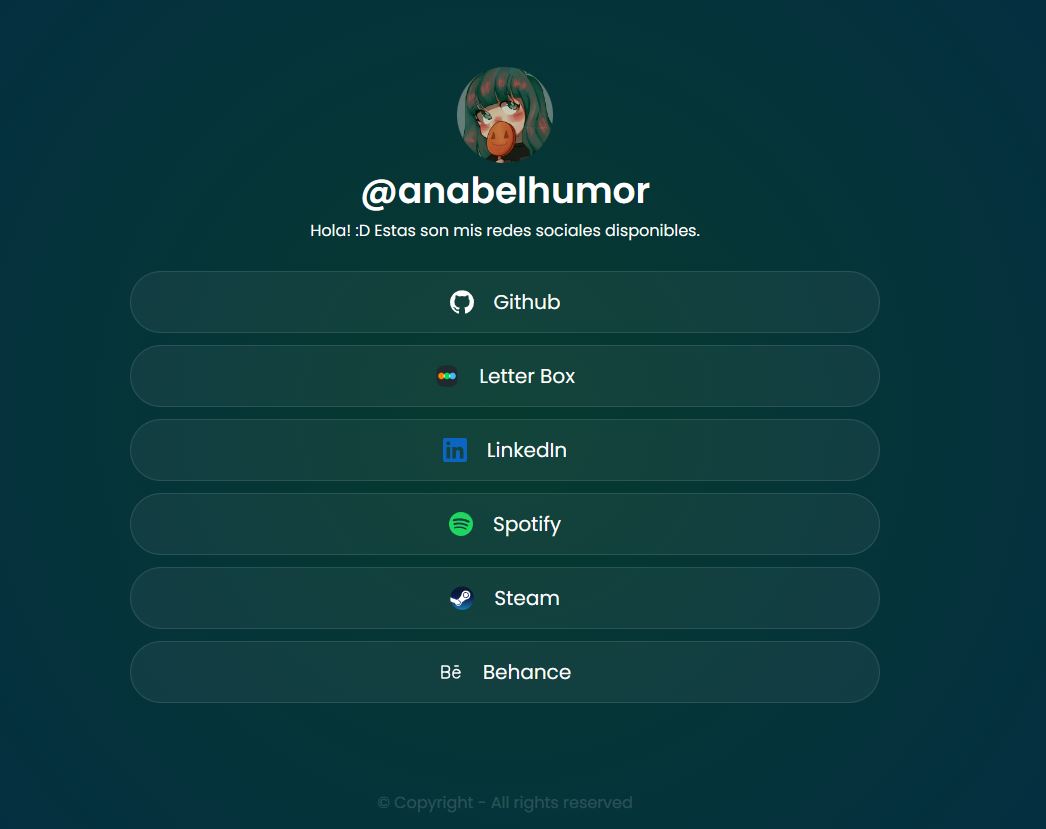 @anabelhumor
Hola! :D Estas son mis redes sociales disponibles.
Github
Letter Box
in LinkedIn
Spotify
Steam
Bē Behance
© Copyright - All rights reserved